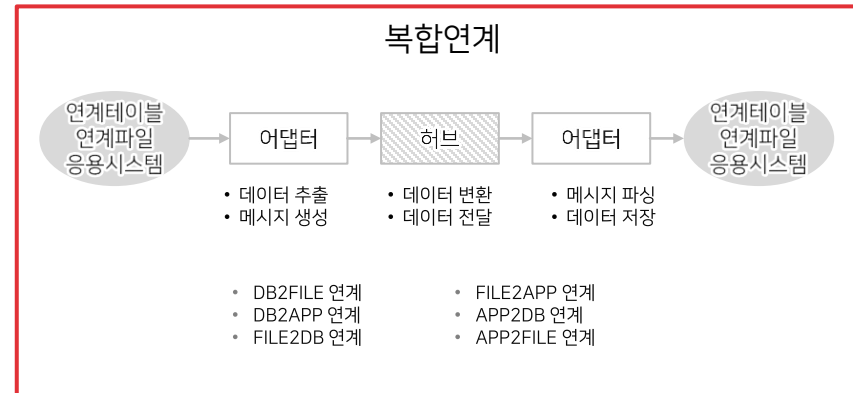 복합연계
연계테이블
연계파일
응용시스템
어댑터
허브
어댑터
연계테이블
연계파일
응용시스템
• 데이터 추출
• 메시지 생성
• 데이터 변환
• 데이터 전달
• 메시지 파싱
• 데이터 저장
• DB2FILE 연계
• DB2APP 연계
• FILE2DB 연계
• FILE2APP 연계
• APP2DB 연계
• APP2FILE 연계